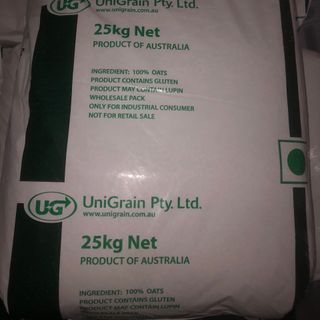 UG UniGrain Pty. Ltd.
www.unigrain.com.au
25kg Net
PRODUCT OF AUSTRALIA
INGREDIENT: 100% OATS
PRODUCT CONTAINS GLUTEN
PRODUCT MAY CONTAIN LUPIN
WHOLESALE PACK
ONLY FOR INDUSTRIAL CONSUMER
NOT FOR RETAIL SALE
UG UniGrain Pty. Ltd.
www.unigrain.com.au
25kg Net
PRODUCT OF AUSTRALIA
INGREDIENT: 100% OATS
PRODUCT CONTAINS GLUTEN
PRODUCT MAY CONTAIN LUPIN